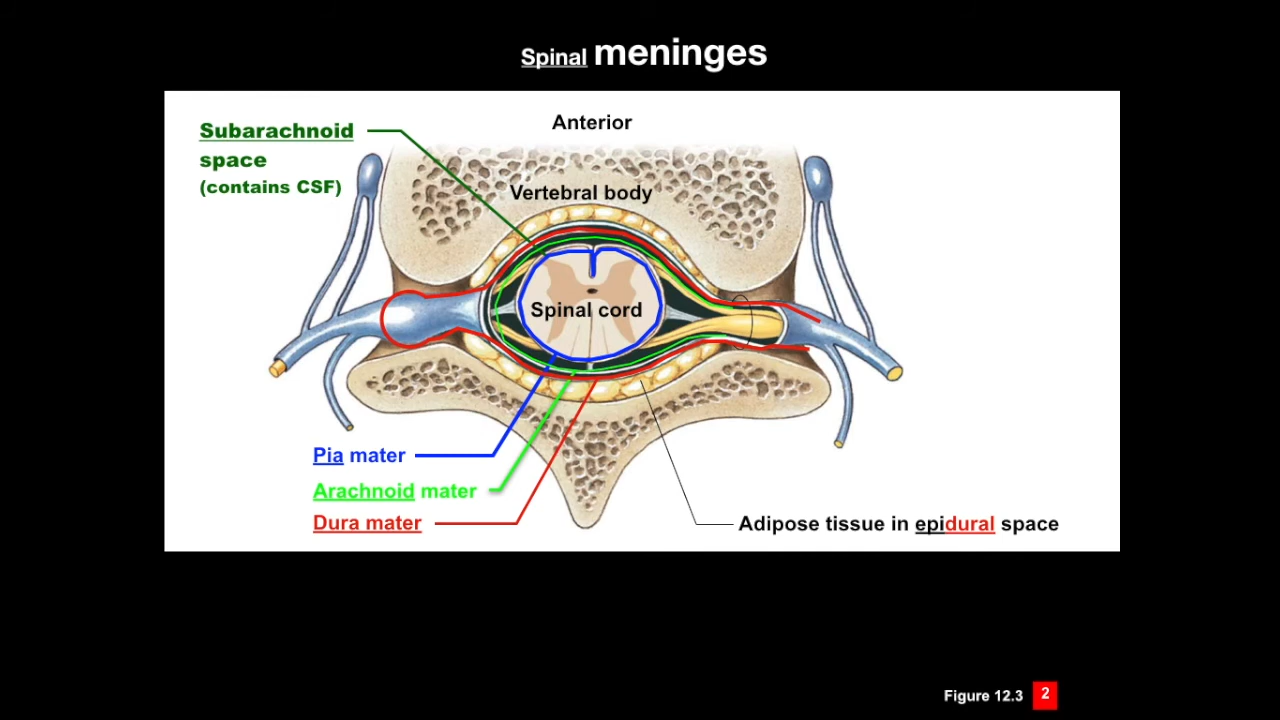 Spinal meninges
Subarachnoid
space
(contains CSF)
Anterior
Vertebral body
Spinal cord
Pia mater
Arachnoid mater
Dura mater
Adipose tissue in epidural space
Figure 12.3 2